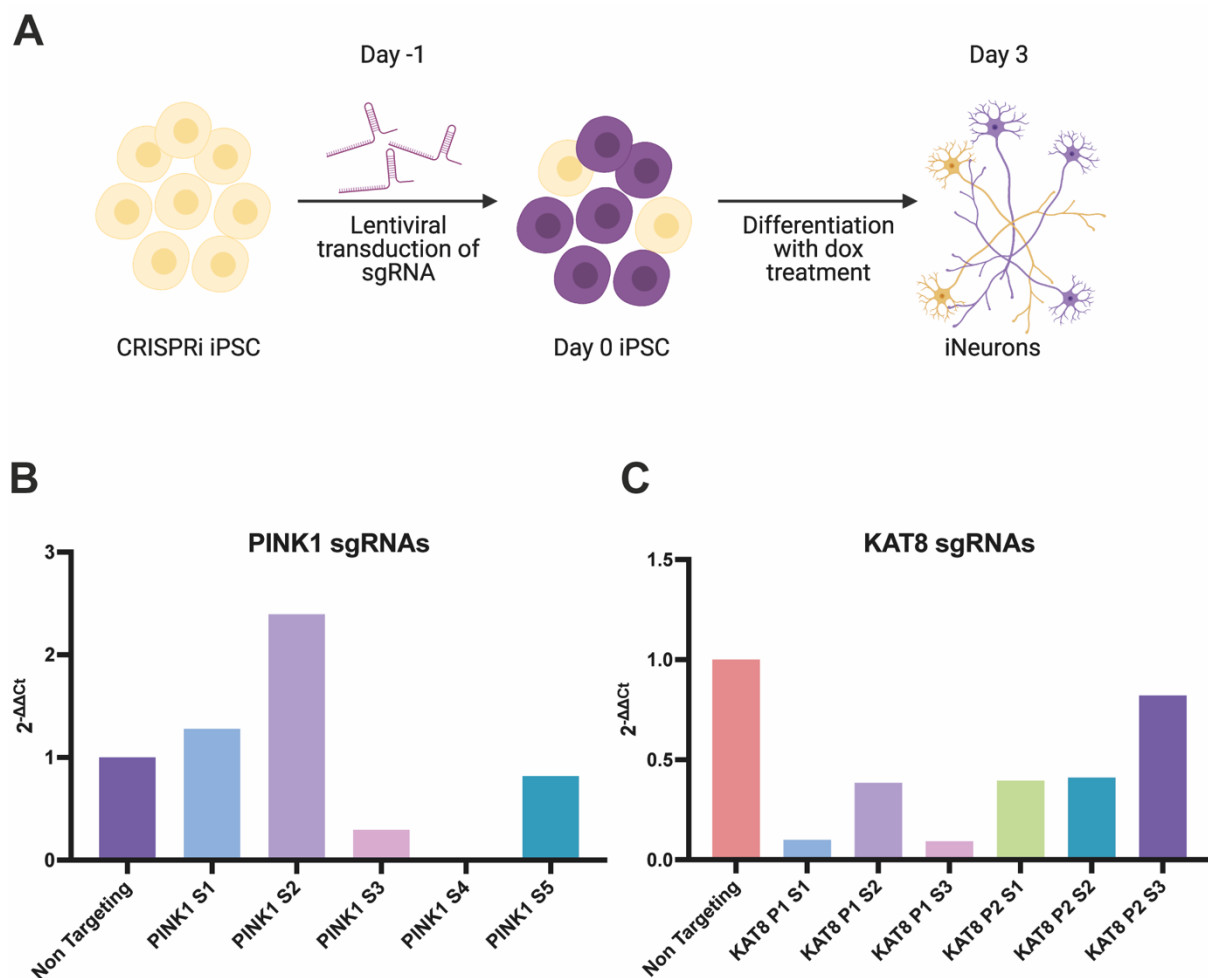 A
Day -1
Day 3
Lentiviral
transduction of
sgRNA
Differentiation
with dox
treatment
CRISPRi iPSC
Day 0 iPSC
iNeurons
B
PINK1 sgRNAs
3
2
1
0
2-ΔΔCt
Non Targeting
PINK1 S1
PINK1 S2
PINK1 S3
PINK1 S4
PINK1 S5
C
KAT8 sgRNAs
1.5
1.0
0.5
0.0
2-ΔΔCt
Non Targeting
KAT8 P1 S1
KAT8 P1 S2
KAT8 P1 S3
KAT8 P2 S1
KAT8 P2 S2
KAT8 P2 S3